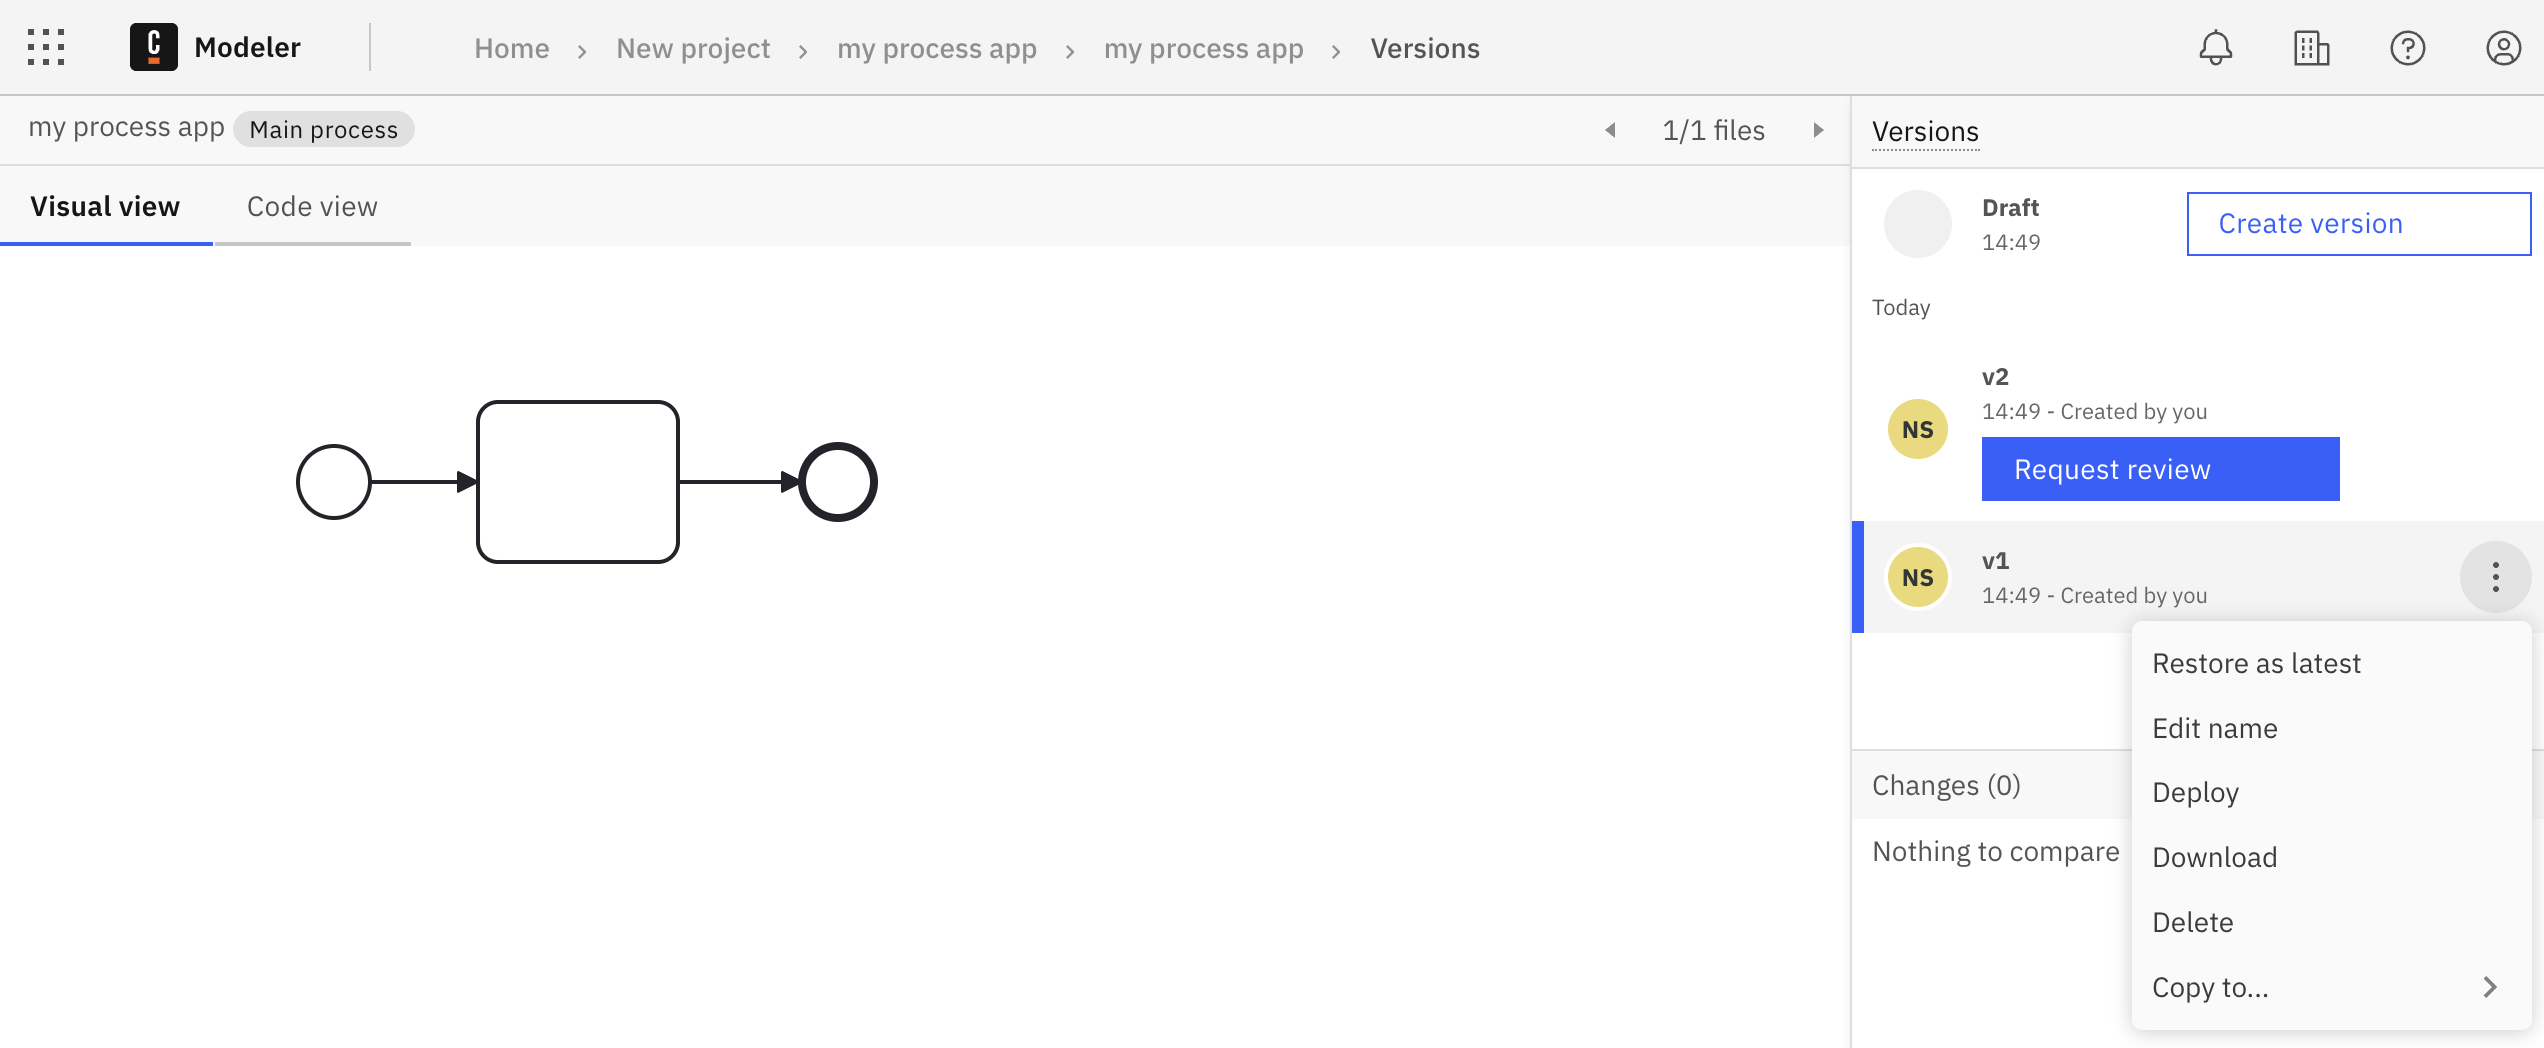 C Modeler Home New project my process app my process app Versions
my process app Main process 1/1 files
Visual view Code view
Versions
Draft
14:49
Create version
Today
NS
v2
14:49 - Created by you
Request review
NS
v1
14:49 - Created by you
Restore as latest
Edit name
Deploy
Download
Delete
Copy to...
Changes (0)
Nothing to compare